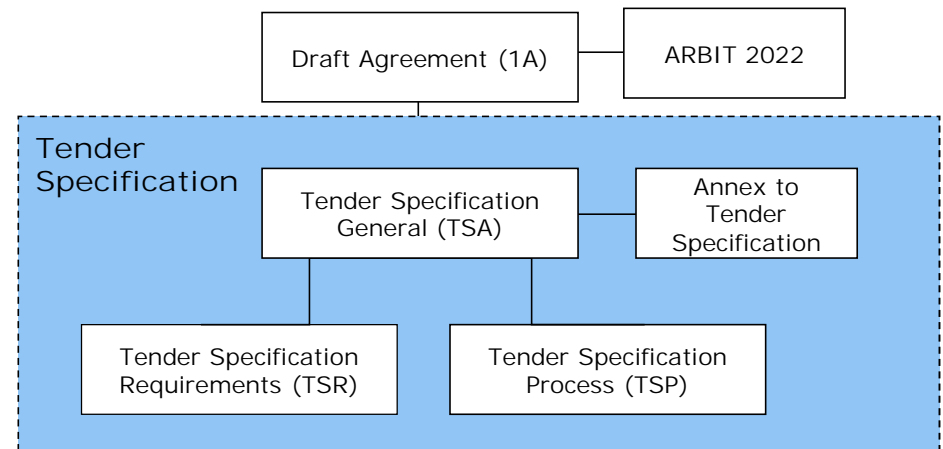 Draft Agreement (1A)
ARBIT 2022
Tender
Specification
Tender Specification
General (TSA)
Annex to
Tender
Specification
Tender Specification
Requirements (TSR)
Tender Specification
Process (TSP)